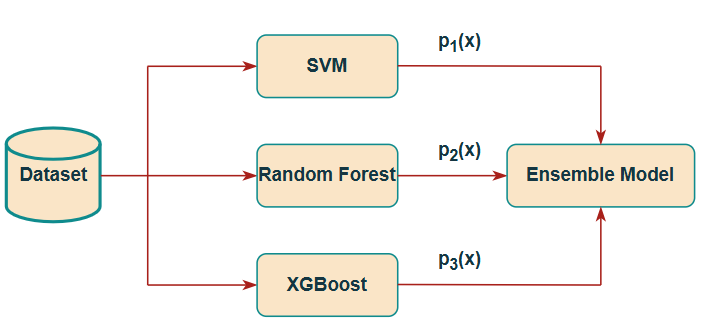 p₁(x)
SVM
p₂(x)
Dataset
Random Forest
Ensemble Model
p₃(x)
XGBoost